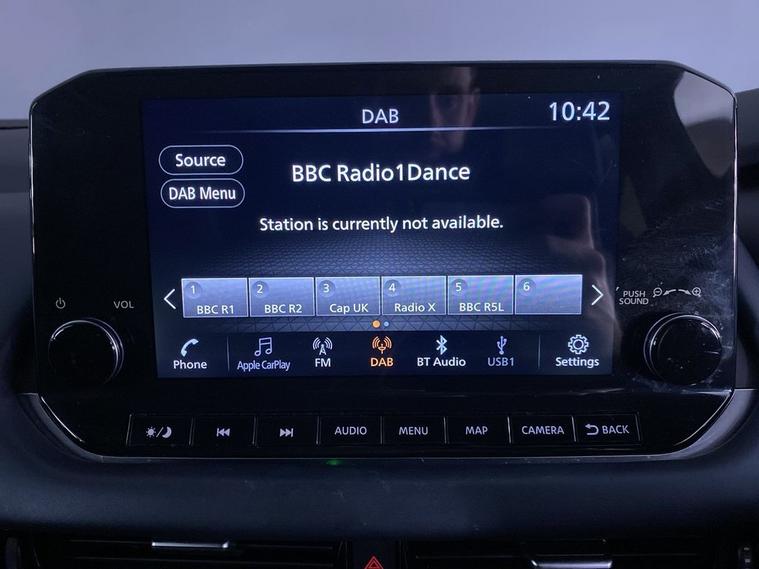 DAB
10:42
Source
BBC Radio1Dance
DAB Menu
Station is currently not available.
1 2 3 4 5 6
BBC R1 BBC R2 Cap UK Radio X BBC R5L
VOL
PUSH
SOUND
Phone Apple CarPlay FM DAB BT Audio USB1 Settings
AUDIO MENU MAP CAMERA BACK